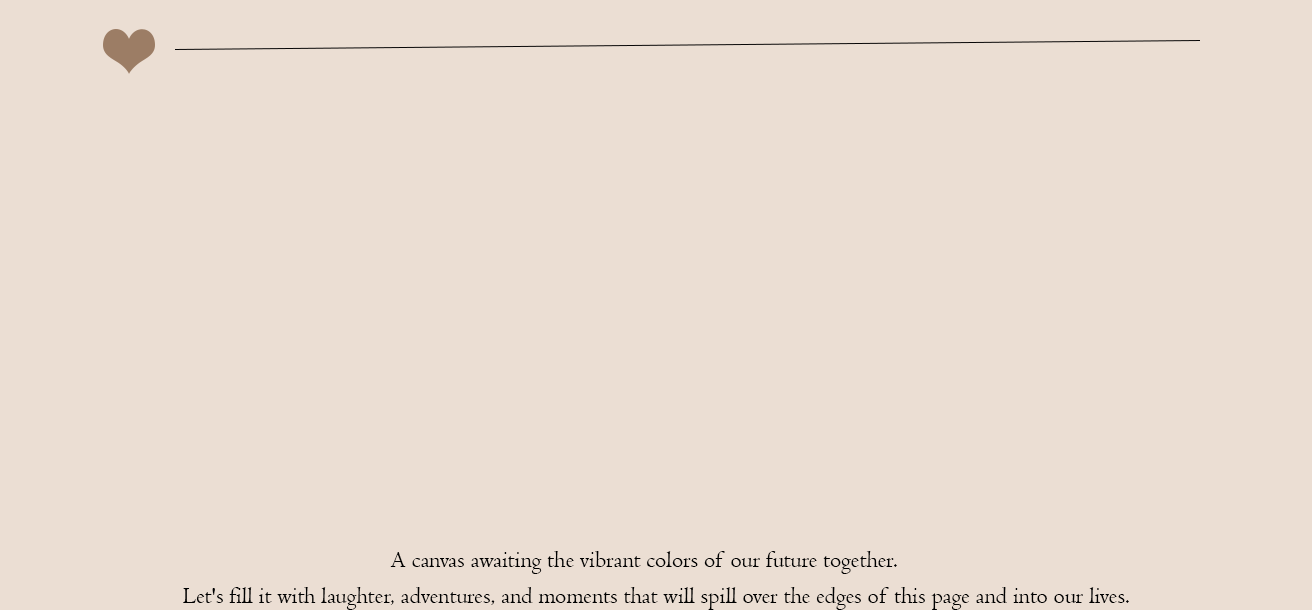 A canvas awaiting the vibrant colors of our future together.
Let's fill it with laughter, adventures, and moments that will spill over the edges of this page and into our lives.